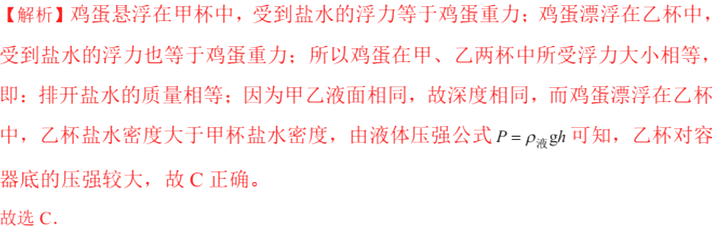 【解析】鸡蛋悬浮在甲杯中，受到盐水的浮力等于鸡蛋重力；鸡蛋漂浮在乙杯中，
受到盐水的浮力也等于鸡蛋重力；所以鸡蛋在甲、乙两杯中所受浮力大小相等，
即：排开盐水的质量相等；因为甲乙液面相同，故深度相同，而鸡蛋漂浮在乙杯
中，乙杯盐水密度大于甲杯盐水密度，由液体压强公式 P = ρ液gh 可知，乙杯对容
器底的压强较大，故 C 正确。
故选 C．